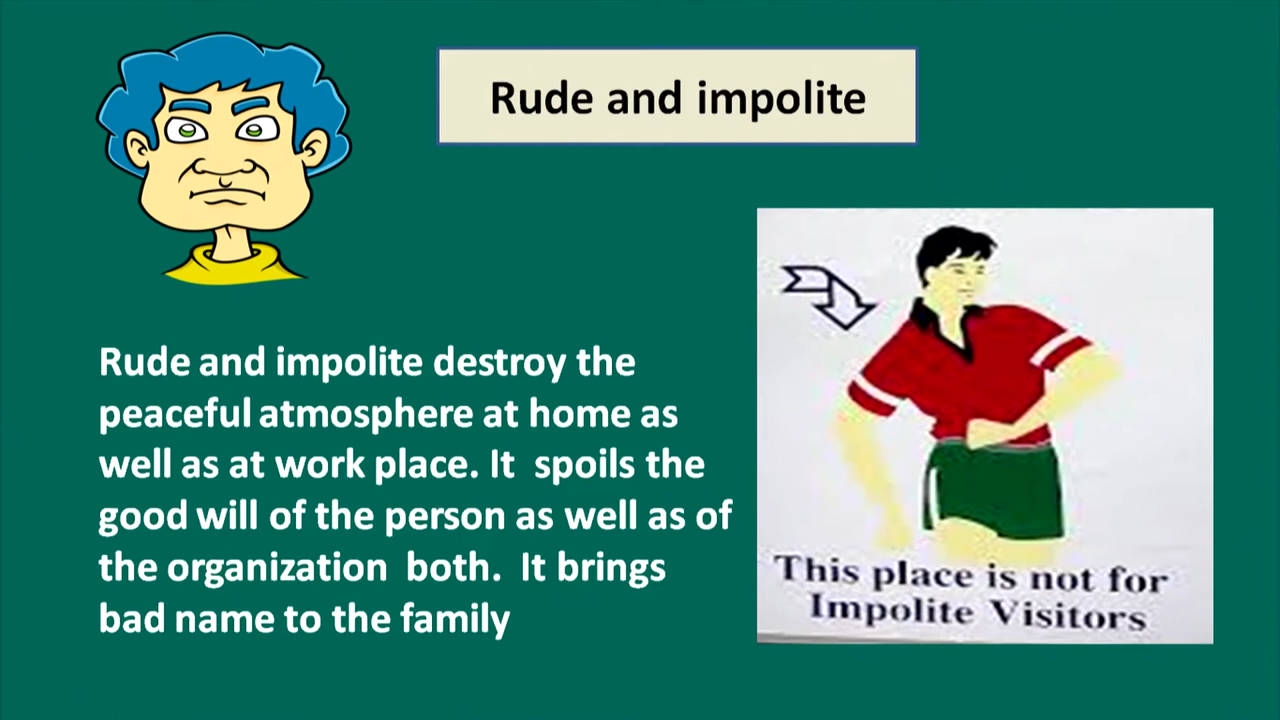 Rude and impolite
Rude and impolite destroy the
peaceful atmosphere at home as
well as at work place. It spoils the
good will of the person as well as of
the organization both. It brings
bad name to the family
This place is not for
Impolite Visitors